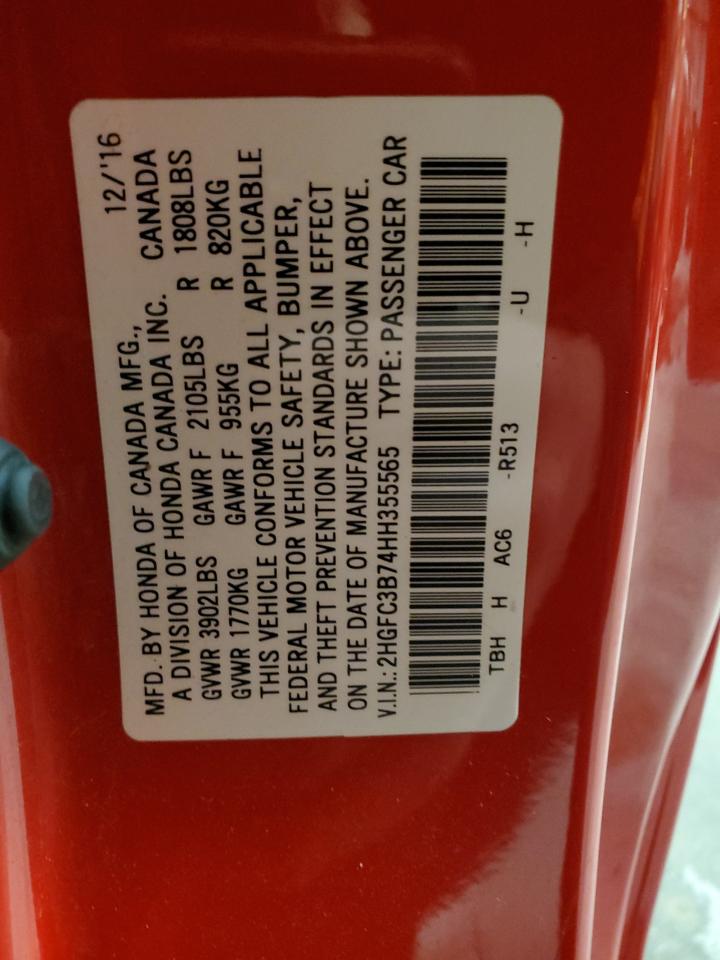 12/'16
MFD. BY HONDA OF CANADA MFG.,
A DIVISION OF HONDA CANADA INC. CANADA
GVWR 3902LBS GAWR F 2105LBS R 1808LBS
GVWR 1770KG GAWR F 955KG R 820KG
THIS VEHICLE CONFORMS TO ALL APPLICABLE
FEDERAL MOTOR VEHICLE SAFETY, BUMPER,
AND THEFT PREVENTION STANDARDS IN EFFECT
ON THE DATE OF MANUFACTURE SHOWN ABOVE.
V.I.N.: 2HGFC3B74HH355565 TYPE: PASSENGER CAR
TBH H AC6 -R513 -U -H